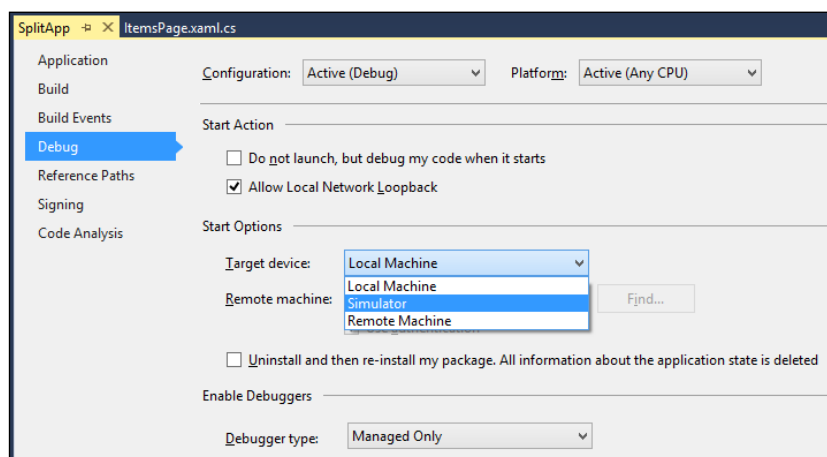 SplitApp ItemsPage.xaml.cs
Application
Configuration: Active (Debug) Platform: Active (Any CPU)
Build
Build Events
Start Action
Debug
Do not launch, but debug my code when it starts
Reference Paths
Allow Local Network Loopback
Signing
Start Options
Code Analysis
Target device: Local Machine
Local Machine
Remote machine: Simulator Find...
Remote Machine
Uninstall and then re-install my package. All information about the application state is deleted
Enable Debuggers
Debugger type: Managed Only